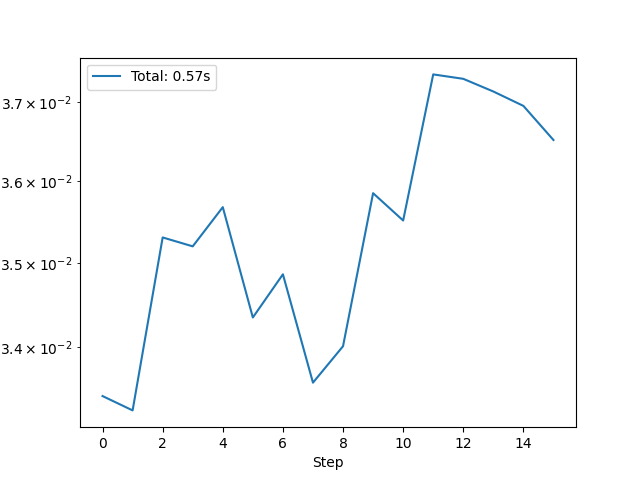 Total: 0.57s
3.7 × 10⁻²
3.6 × 10⁻²
3.5 × 10⁻²
3.4 × 10⁻²
0 2 4 6 8 10 12 14
Step